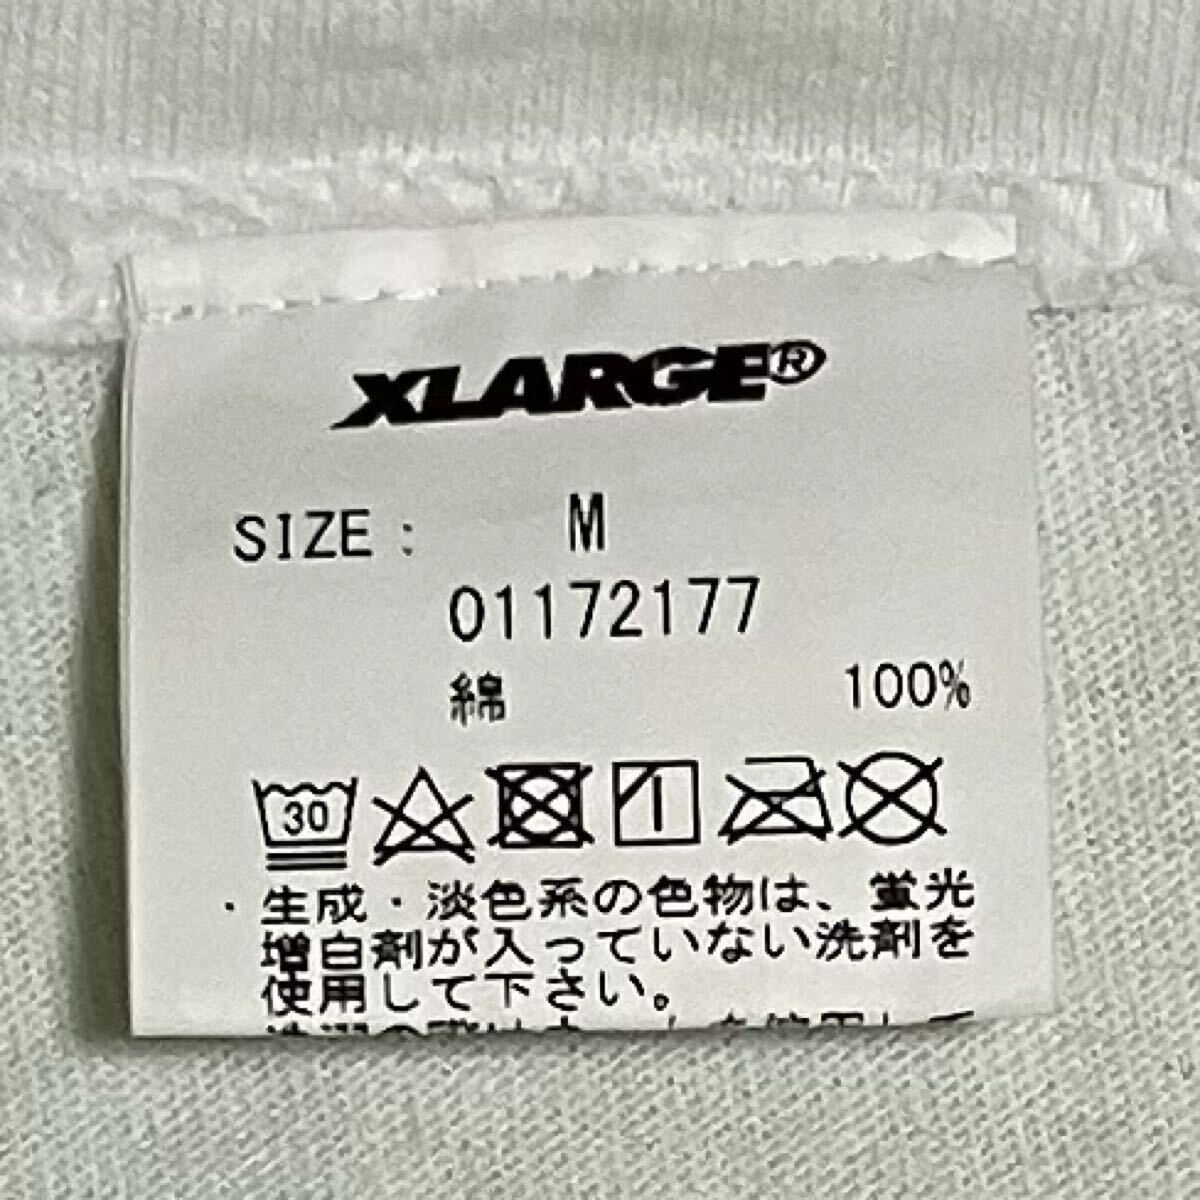 XLARGE®
SIZE : M
01172177
綿 100%
30
・生成・淡色系の色物は、蛍光
増白剤が入っていない洗剤を
使用して下さい。